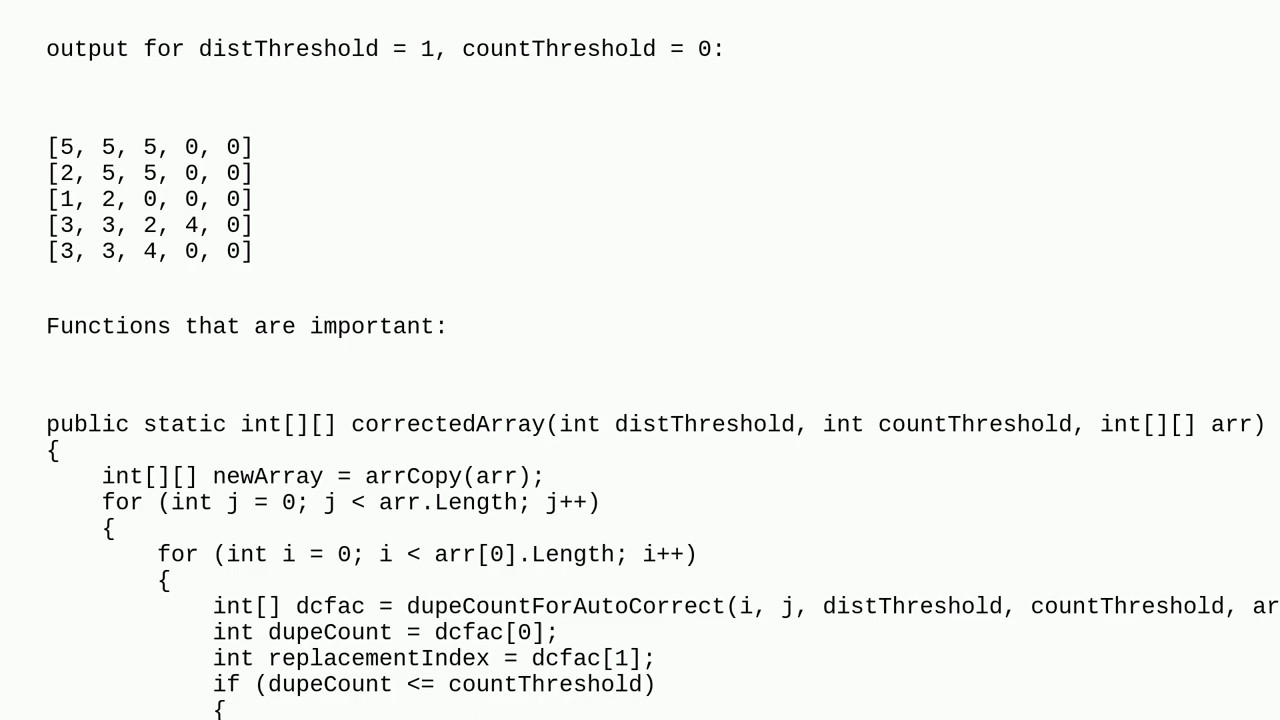 output for distThreshold = 1, countThreshold = 0:
[5, 5, 5, 0, 0]
[2, 5, 5, 0, 0]
[1, 2, 0, 0, 0]
[3, 3, 2, 4, 0]
[3, 3, 4, 0, 0]
Functions that are important:
public static int[][] correctedArray(int distThreshold, int countThreshold, int[][] arr)
{
    int[][] newArray = arrCopy(arr);
    for (int j = 0; j < arr.Length; j++)
    {
        for (int i = 0; i < arr[0].Length; i++)
        {
            int[] dcfac = dupeCountForAutoCorrect(i, j, distThreshold, countThreshold, ar
            int dupeCount = dcfac[0];
            int replacementIndex = dcfac[1];
            if (dupeCount <= countThreshold)
            {